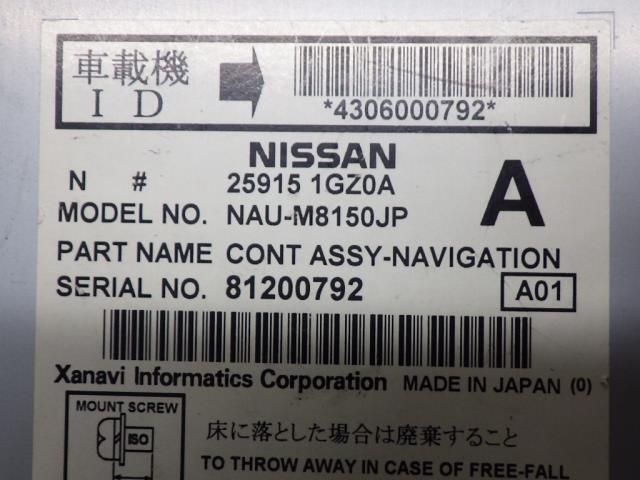 車載機
ID
*4306000792*
NISSAN
N # 25915 1GZ0A
A
MODEL NO. NAU-M8150JP
PART NAME CONT ASSY-NAVIGATION
SERIAL NO. 81200792
A01
Xanavi Informatics Corporation MADE IN JAPAN (0)
MOUNT SCREW
ISO
床に落とした場合は廃棄すること
TO THROW AWAY IN CASE OF FREE-FALL